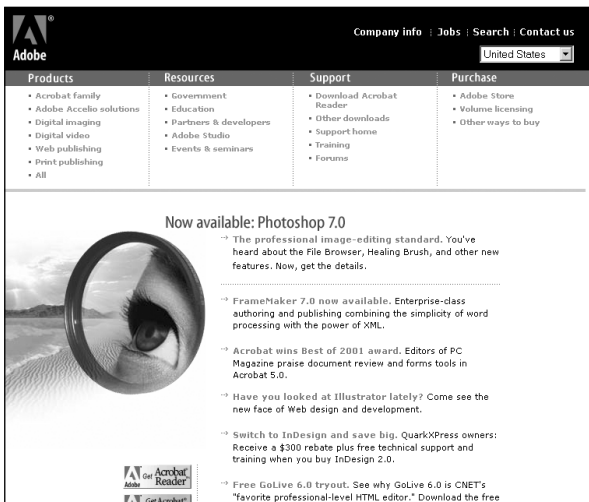 Adobe
Company info | Jobs | Search | Contact us
United States
Products
Acrobat family
Adobe Accelio solutions
Digital imaging
Digital video
Web publishing
Print publishing
All
Resources
Government
Education
Partners & developers
Adobe Studio
Events & seminars
Support
Download Acrobat
Reader
Other downloads
Support home
Training
Forums
Purchase
Adobe Store
Volume licensing
Other ways to buy
Now available: Photoshop 7.0
→ The professional image-editing standard. You've
heard about the File Browser, Healing Brush, and other new
features. Now, get the details.
→ FrameMaker 7.0 now available. Enterprise-class
authoring and publishing combining the simplicity of word
processing with the power of XML.
→ Acrobat wins Best of 2001 award. Editors of PC
Magazine praise document review and forms tools in
Acrobat 5.0.
→ Have you looked at Illustrator lately? Come see the
new face of Web design and development.
→ Switch to InDesign and save big. QuarkXPress owners:
Receive a $300 rebate plus free technical support and
training when you buy InDesign 2.0.
→ Free GoLive 6.0 tryout. See why GoLive 6.0 is CNET's
"favorite professional-level HTML editor." Download the free
Adobe
Get Acrobat®
Reader
Get Acrobat®